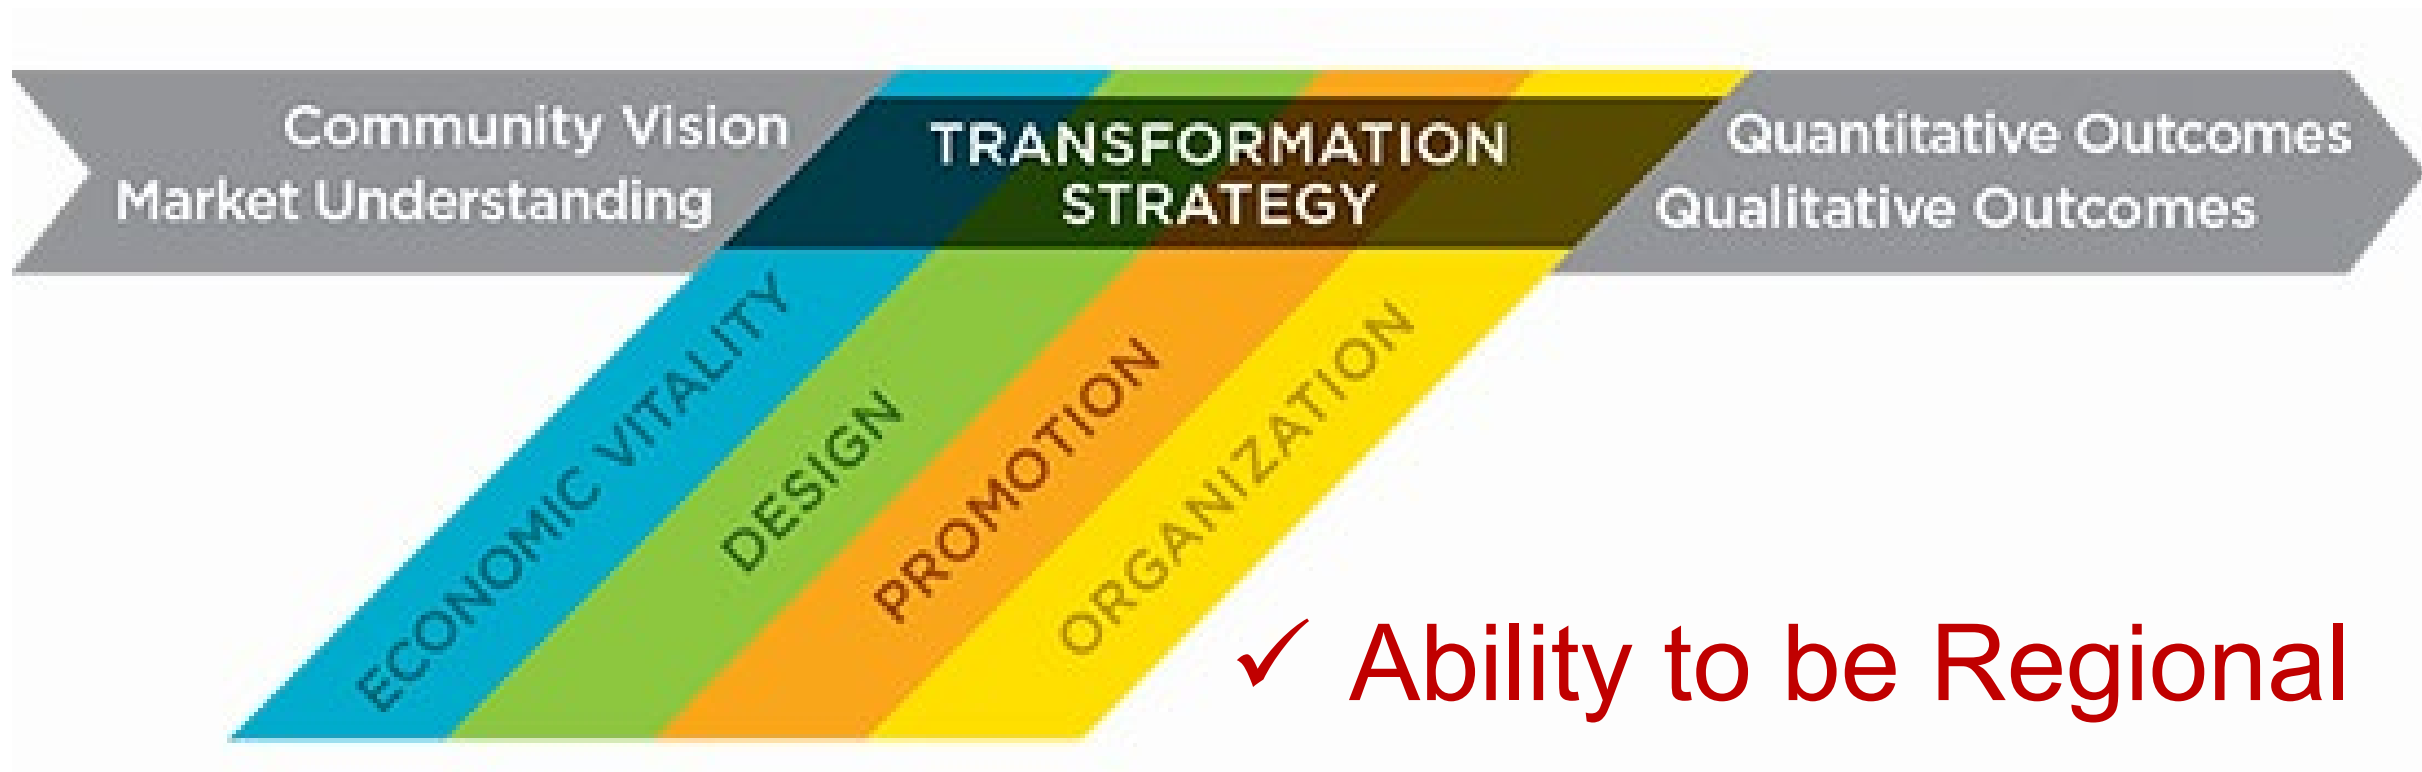 Community Vision
Market Understanding
TRANSFORMATION
STRATEGY
Quantitative Outcomes
Qualitative Outcomes
ECONOMIC VITALITY
DESIGN
PROMOTION
ORGANIZATION
✓ Ability to be Regional